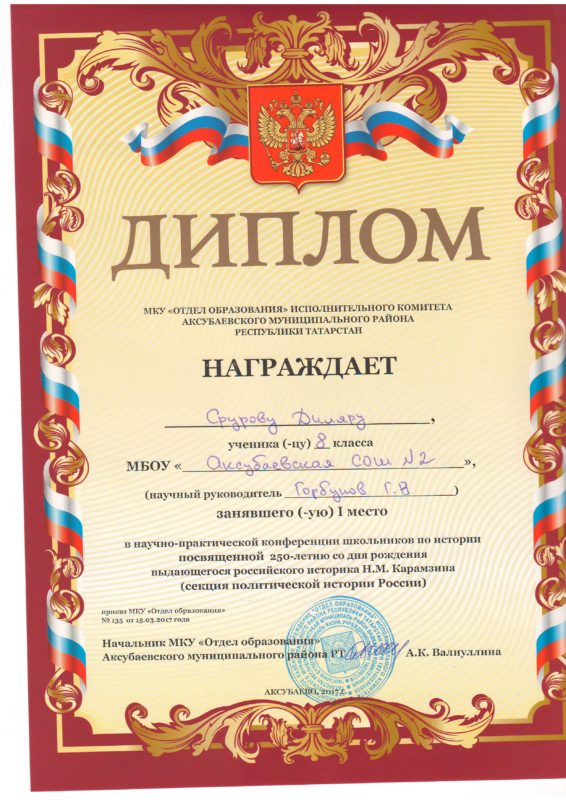 ДИПЛОМ
МКУ «ОТДЕЛ ОБРАЗОВАНИЯ» ИСПОЛНИТЕЛЬНОГО КОМИТЕТА
АКСУБАЕВСКОГО МУНИЦИПАЛЬНОГО РАЙОНА
РЕСПУБЛИКИ ТАТАРСТАН
НАГРАЖДАЕТ
Диляру,
ученика (-цу) 8 класса
МБОУ «Аксубаевская СОШ №2»,
(научный руководитель Горбунов Г.Н)
занявшего (-ую) I место
в научно-практической конференции школьников по истории
посвященной 250-летию со дня рождения
выдающегося российского историка Н.М. Карамзина
(секция политической истории России)
приказ МКУ «Отдел образования»
№ 135 от 15.03.2017 года
Начальник МКУ «Отдел образования»
Аксубаевского муниципального района РТ А.К. Валиуллина
АКСУБАЕВО, 2017 г.